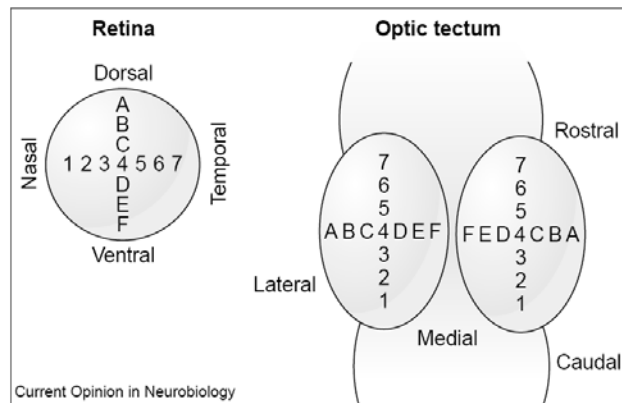 Retina
Dorsal
A
B
C
1 2 3 4 5 6 7
D
E
F
Nasal
Temporal
Ventral
Optic tectum
Rostral
7
6
5
A B C 4 D E F
3
2
1
7
6
5
F E D 4 C B A
3
2
1
Lateral
Medial
Caudal
Current Opinion in Neurobiology